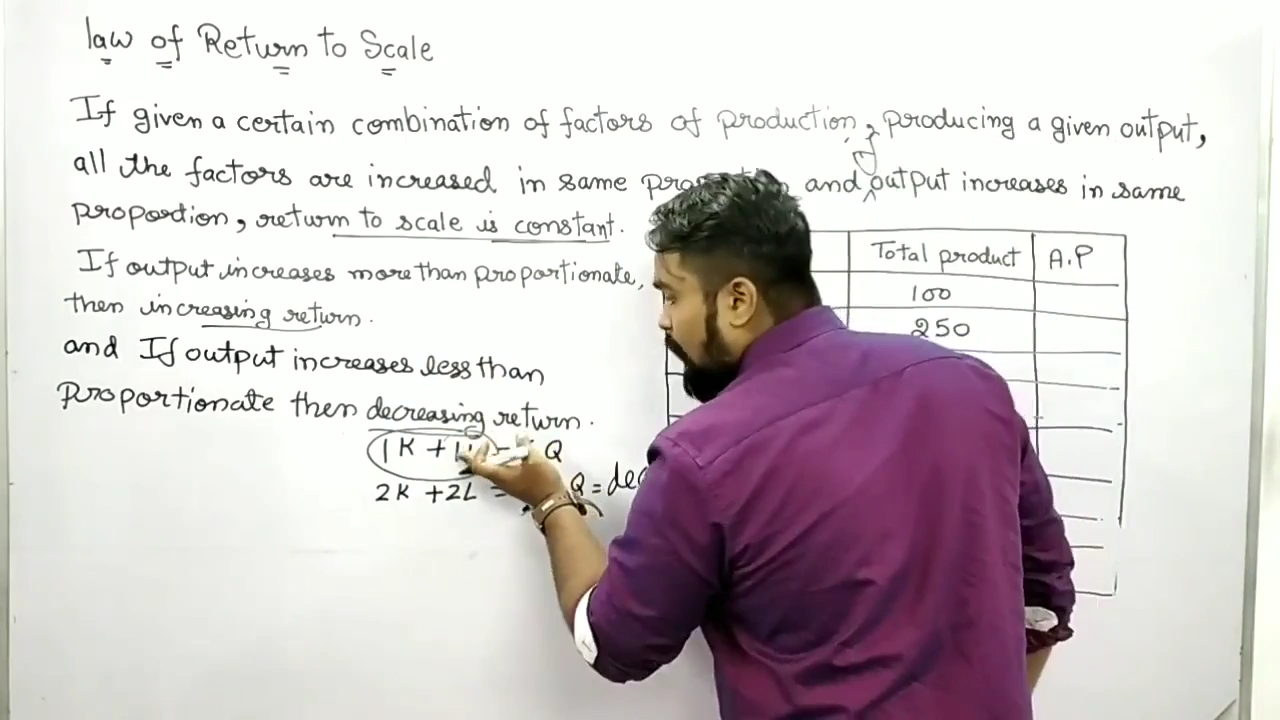 law of Return to Scale
If given a certain combination of factors of production, producing a given output,
all the factors are increased in same and if output increases in same
proportion, return to scale is constant.
If output increases more than proportionate,
then increasing return.
and If output increases less than
proportionate then decreasing return.
Total product A.P
100
250
1K + = Q
2K + 2L = Q =